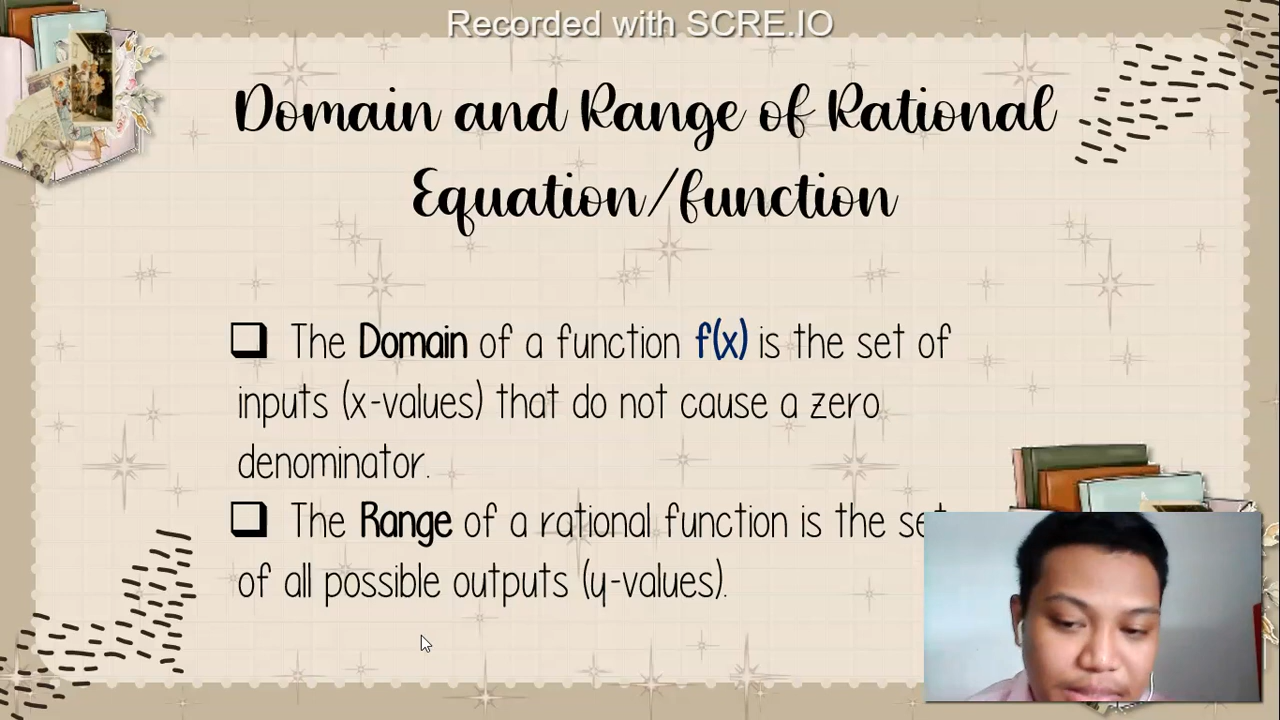 Recorded with SCRE.IO
Domain and Range of Rational
Equation/function
The Domain of a function f(x) is the set of
inputs (x-values) that do not cause a zero
denominator.
The Range of a rational function is the set
of all possible outputs (y-values).